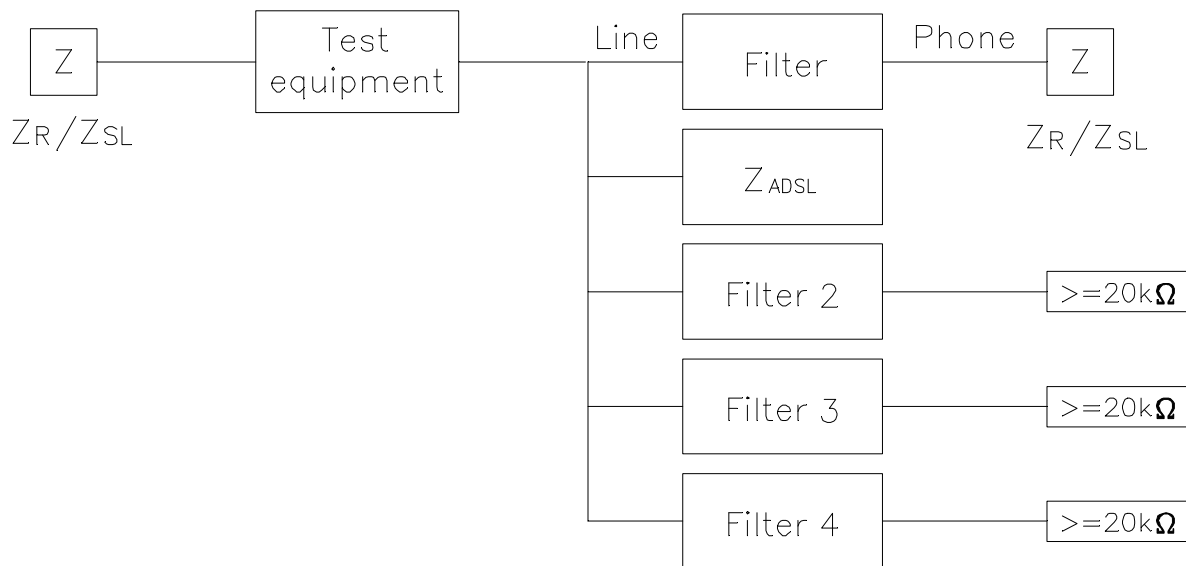 Z
ZR/ZSL
Test
equipment
Line
Filter
Phone
Z
ZR/ZSL
ZADSL
Filter 2
>=20kΩ
Filter 3
>=20kΩ
Filter 4
>=20kΩ